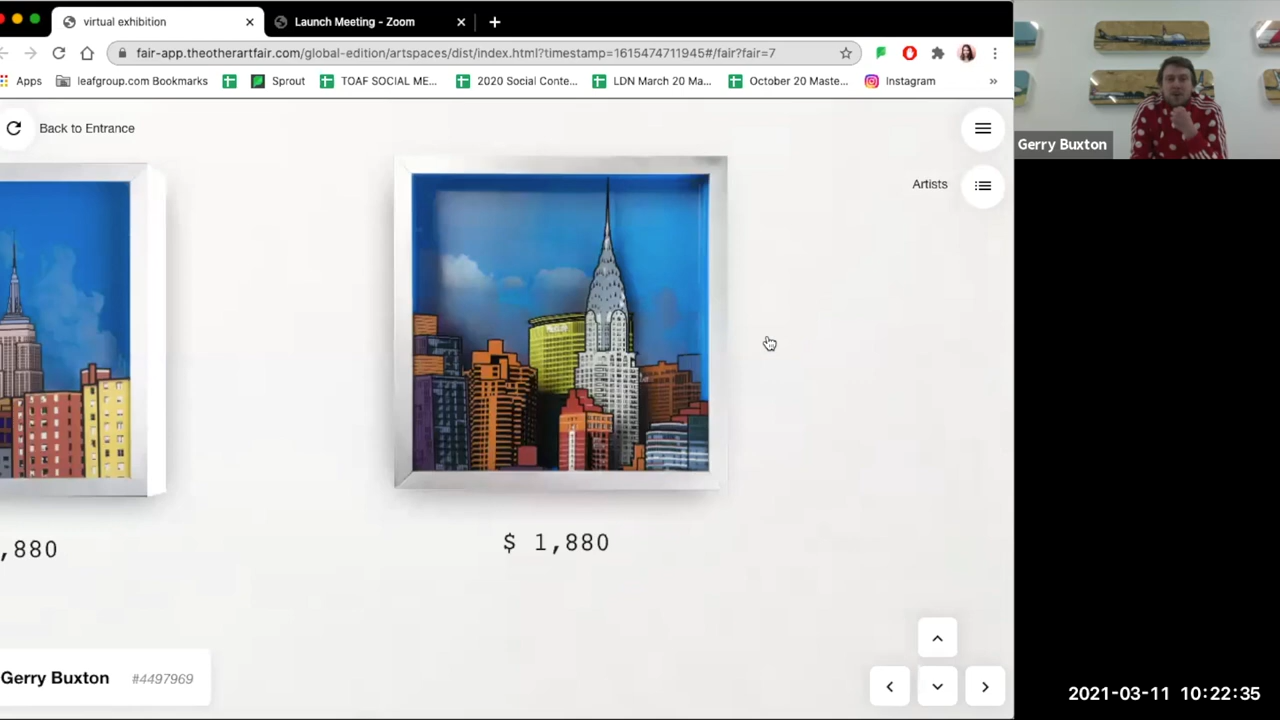 virtual exhibition
Launch Meeting - Zoom
fair-app.theotherartfair.com/global-edition/artspaces/dist/index.html?timestamp=1615474711945#/fair?fair=7
Apps
leafgroup.com Bookmarks
Sprout
TOAF SOCIAL ME...
2020 Social Conte...
LDN March 20 Ma...
October 20 Maste...
Instagram
»
Back to Entrance
Artists
Gerry Buxton
,880
$ 1,880
Gerry Buxton #4497969
2021-03-11 10:22:35